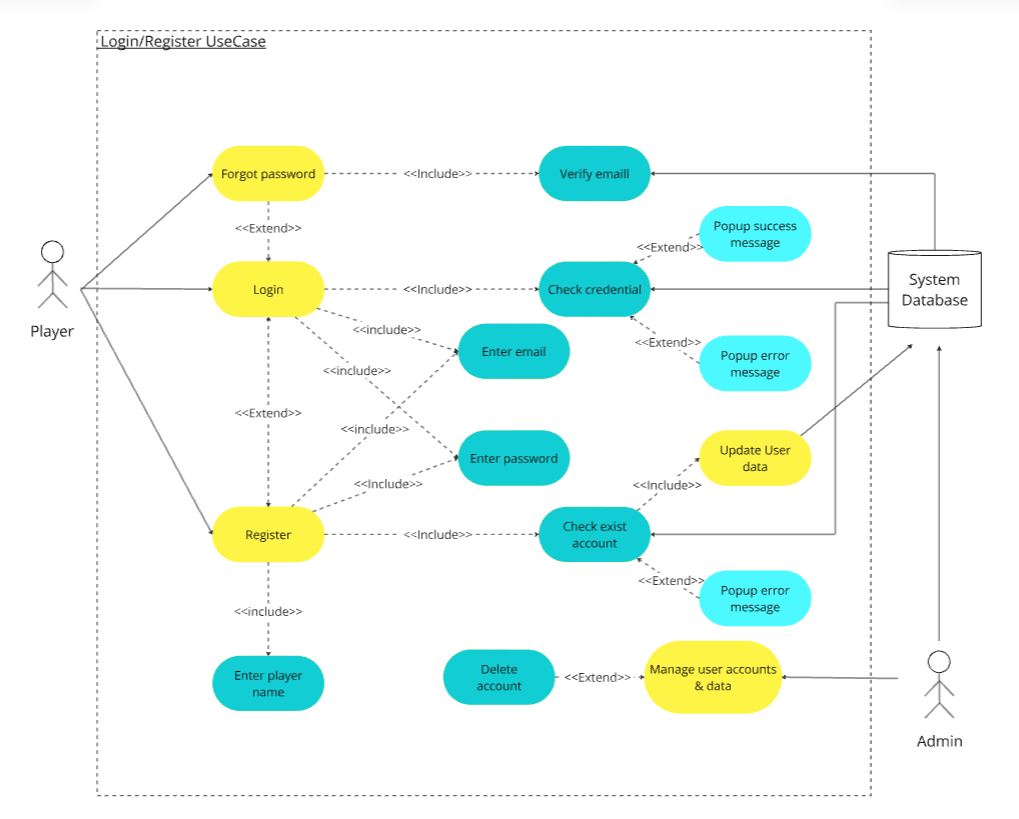 Login/Register UseCase
Forgot password
<<Include>>
Verify emaill
<<Extend>>
Popup success
message
<<Extend>>
Player
Login
<<Include>>
Check credential
System
Database
<<include>>
Enter email
<<Extend>>
Popup error
message
<<include>>
<<Extend>>
<<include>>
Enter password
Update User
data
<<Include>>
<<Include>>
Register
<<Include>>
Check exist
account
<<Extend>>
Popup error
message
<<include>>
Enter player
name
Delete
account
<<Extend>>
Manage user accounts
& data
Admin